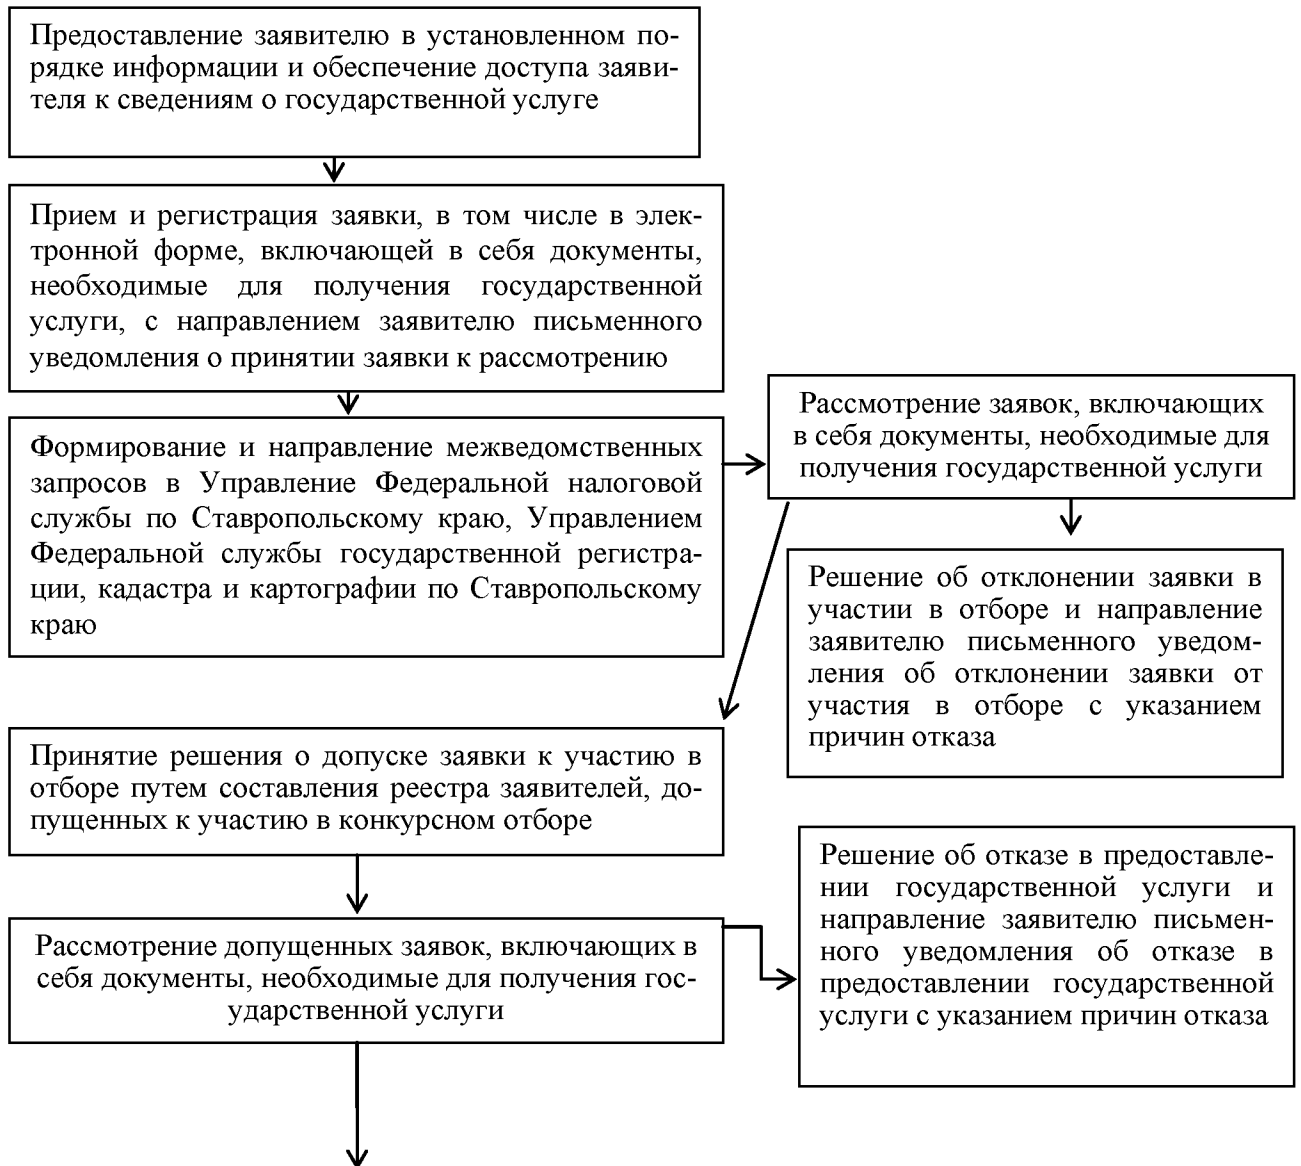 Предоставление заявителю в установленном по-
рядке информации и обеспечение доступа заяви-
теля к сведениям о государственной услуге
Прием и регистрация заявки, в том числе в элек-
тронной форме, включающей в себя документы,
необходимые для получения государственной
услуги, с направлением заявителю письменного
уведомления о принятии заявки к рассмотрению
Формирование и направление межведомственных
запросов в Управление Федеральной налоговой
службы по Ставропольскому краю, Управлением
Федеральной службы государственной регистра-
ции, кадастра и картографии по Ставропольскому
краю
Рассмотрение заявок, включающих
в себя документы, необходимые для
получения государственной услуги
Решение об отклонении заявки в
участии в отборе и направление
заявителю письменного уведом-
ления об отклонении заявки от
участия в отборе с указанием
причин отказа
Принятие решения о допуске заявки к участию в
отборе путем составления реестра заявителей, до-
пущенных к участию в конкурсном отборе
Рассмотрение допущенных заявок, включающих в
себя документы, необходимые для получения гос-
ударственной услуги
Решение об отказе в предоставле-
нии государственной услуги и
направление заявителю письмен-
ного уведомления об отказе в
предоставлении государственной
услуги с указанием причин отказа